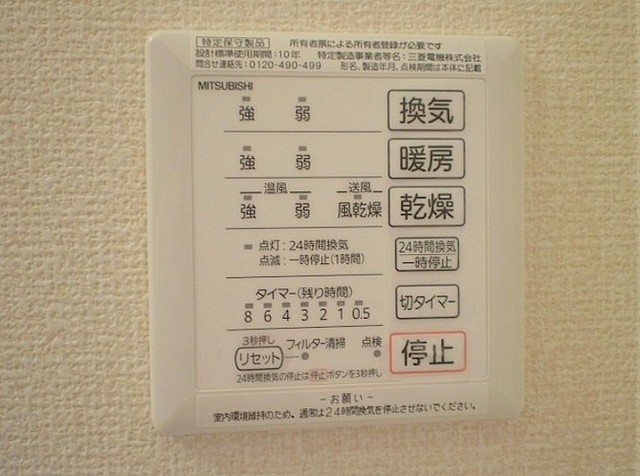 特定保守製品 所有者票による所有者登録が必要です
設計標準使用期間:10年 特定製造事業者等名:三菱電機株式会社
問合せ連絡先:0120-490-499 形名、製造年月、点検期間は本体に記載
MITSUBISHI
強 弱 換気
強 弱 暖房
温風 送風
強 弱 風乾燥 乾燥
点灯:24時間換気
点滅:一時停止(1時間)
24時間換気
一時停止
タイマー(残り時間)
8 6 4 3 2 1 0.5
切タイマー
3秒押し
リセット フィルター清掃 点検
停止
24時間換気の停止は停止ボタンを3秒押し
-お願い-
室内環境維持のため、通常は24時間換気を停止させないでください。